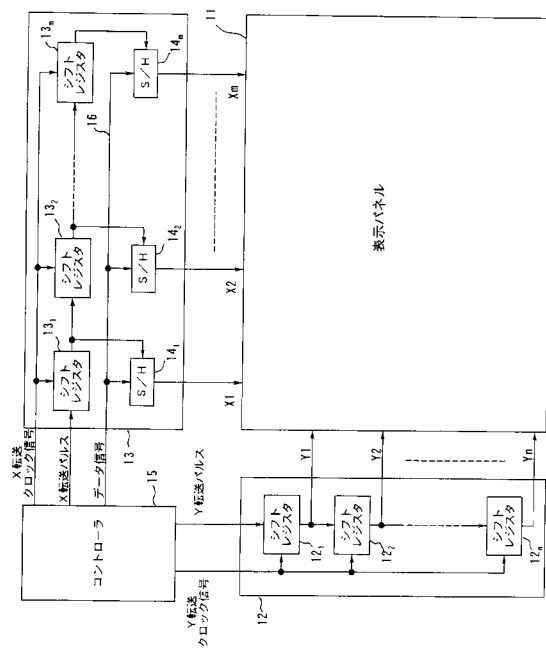 X転送
クロック信号
X転送パルス
データ信号
15
コントローラ
Y転送パルス
Y転送
クロック信号
13
シフト
レジスタ
13₁
シフト
レジスタ
13₂
シフト
レジスタ
13m
16
S/H
14₁
S/H
14₂
S/H
14m
X1
X2
Xm
11
表示パネル
12
シフト
レジスタ
12₁
シフト
レジスタ
12₂
シフト
レジスタ
12n
Y1
Y2
Yn